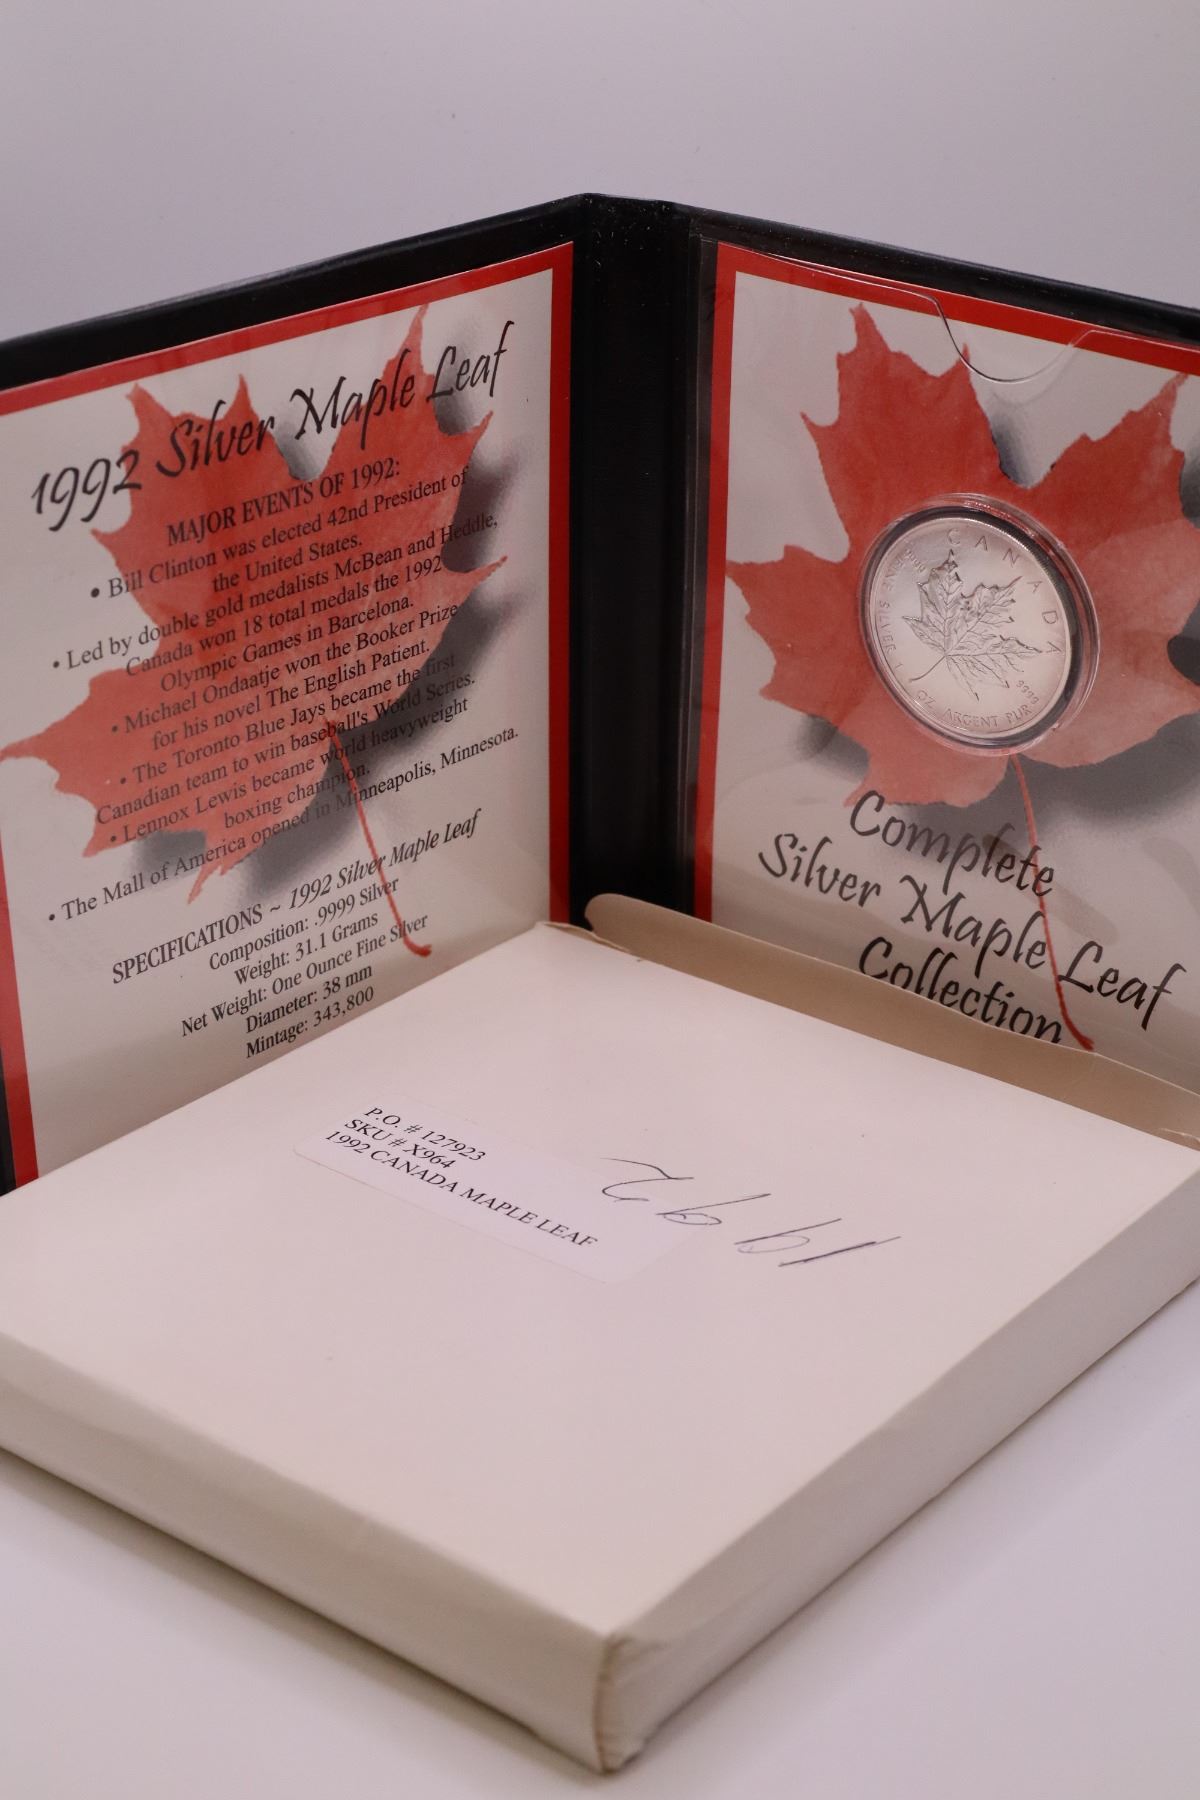 1992 Silver Maple Leaf
MAJOR EVENTS OF 1992:
• Bill Clinton was elected 42nd President of
the United States.
• Led by double gold medalists McBean and Heddle,
Canada won 18 total medals the 1992
Olympic Games in Barcelona.
• Michael Ondaatje won the Booker Prize
for his novel The English Patient.
• The Toronto Blue Jays became the first
Canadian team to win baseball's World Series.
• Lennox Lewis became world heavyweight
boxing champion.
• The Mall of America opened in Minneapolis, Minnesota.
SPECIFICATIONS ~ 1992 Silver Maple Leaf
Composition: .9999 Silver
Weight: 31.1 Grams
Net Weight: One Ounce Fine Silver
Diameter: 38 mm
Mintage: 343,800
CANADA
9999
FINE SILVER 1 OZ ARGENT PUR
9999
Complete
Silver Maple Leaf
Collection
P.O. # 127923
SKU # X964
1992 CANADA MAPLE LEAF
1992